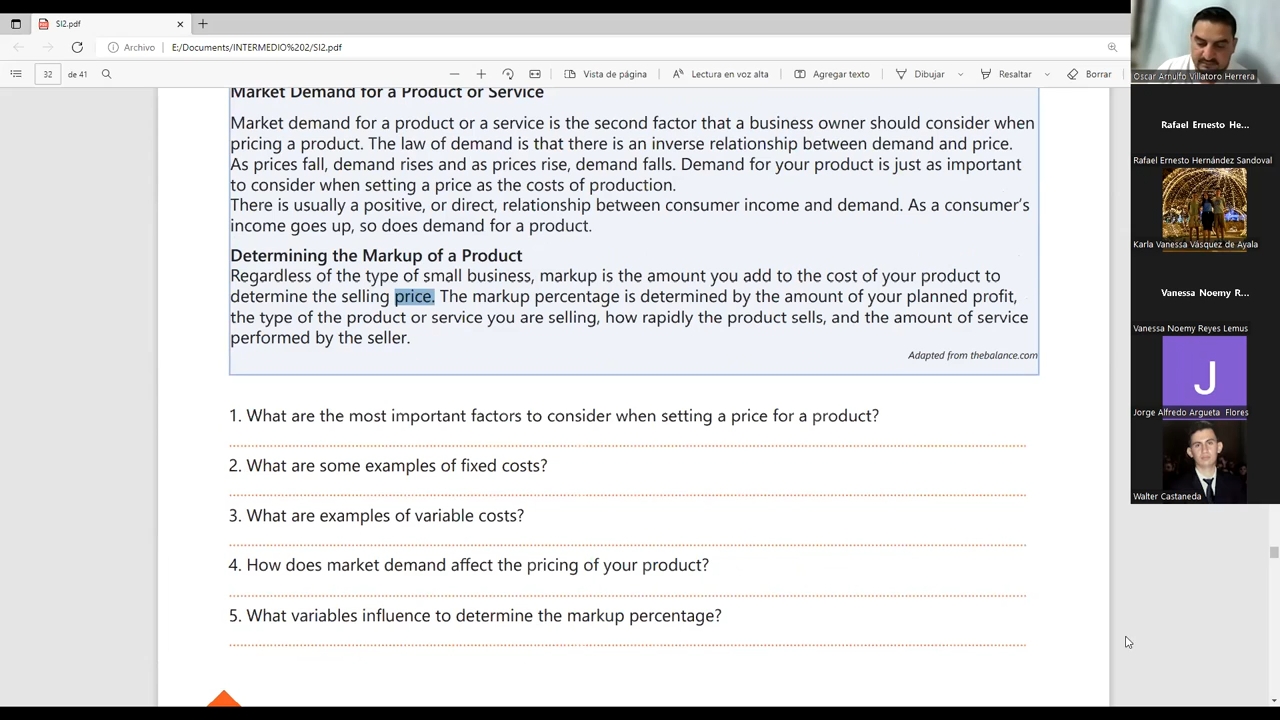 SI2.pdf
Archivo
E:/Documents/INTERMEDIO%202/SI2.pdf
32
de 41
Vista de página
Lectura en voz alta
Agregar texto
Dibujar
Resaltar
Borrar
Market Demand for a Product or Service
Market demand for a product or a service is the second factor that a business owner should consider when
pricing a product. The law of demand is that there is an inverse relationship between demand and price.
As prices fall, demand rises and as prices rise, demand falls. Demand for your product is just as important
to consider when setting a price as the costs of production.
There is usually a positive, or direct, relationship between consumer income and demand. As a consumer's
income goes up, so does demand for a product.
Determining the Markup of a Product
Regardless of the type of small business, markup is the amount you add to the cost of your product to
determine the selling price. The markup percentage is determined by the amount of your planned profit,
the type of the product or service you are selling, how rapidly the product sells, and the amount of service
performed by the seller.
Adapted from thebalance.com
1. What are the most important factors to consider when setting a price for a product?
2. What are some examples of fixed costs?
3. What are examples of variable costs?
4. How does market demand affect the pricing of your product?
5. What variables influence to determine the markup percentage?
Oscar Arnulfo Villatoro Herrera
Rafael Ernesto He...
Rafael Ernesto Hernández Sandoval
Karla Vanessa Vásquez de Ayala
Vanessa Noemy R...
Vanessa Noemy Reyes Lemus
J
Jorge Alfredo Argueta Flores
Walter Castaneda